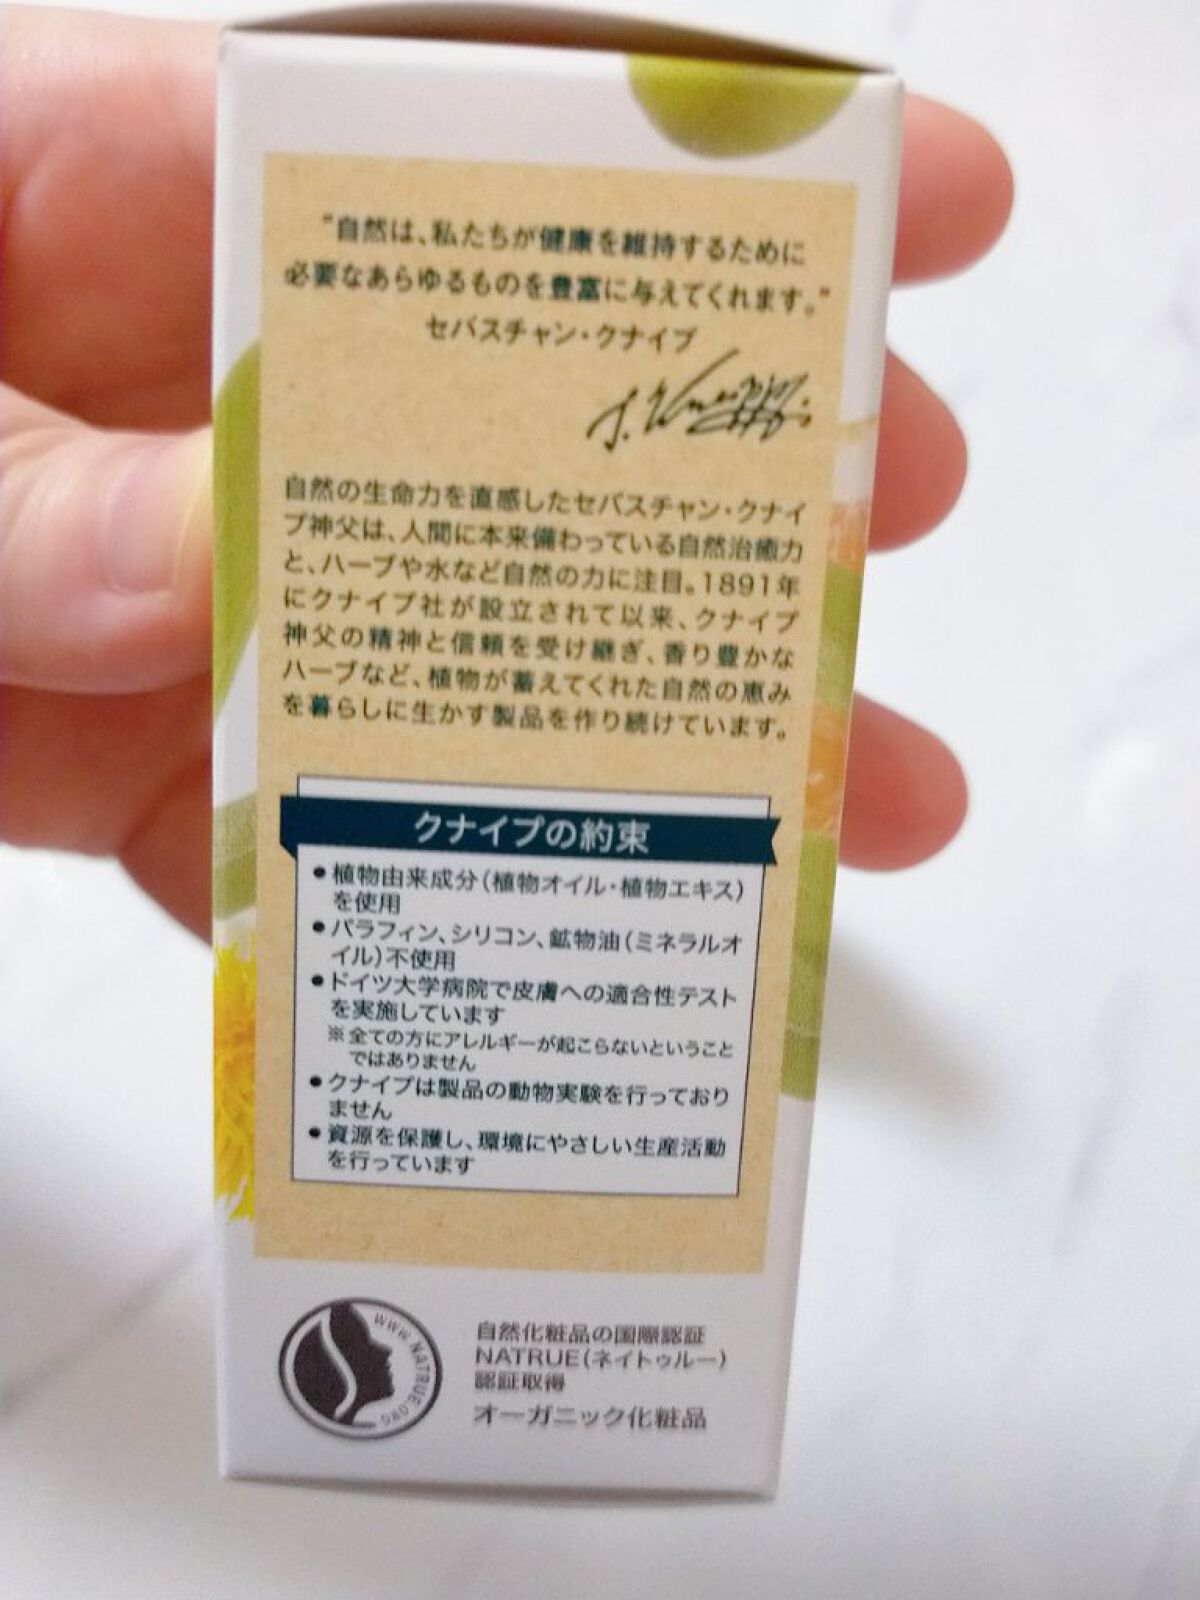 “自然は、私たちが健康を維持するために
必要なあらゆるものを豊富に与えてくれます。”
セバスチャン・クナイプ
S. Kneipp.
自然の生命力を直感したセバスチャン・クナイ
プ神父は、人間に本来備わっている自然治癒力
と、ハーブや水など自然の力に注目。1891年
にクナイプ社が設立されて以来、クナイプ
神父の精神と信頼を受け継ぎ、香り豊かな
ハーブなど、植物が蓄えてくれた自然の恵み
を暮らしに生かす製品を作り続けています。
クナイプの約束
●植物由来成分(植物オイル・植物エキス)
を使用
●パラフィン、シリコン、鉱物油(ミネラルオ
イル)不使用
●ドイツ大学病院で皮膚への適合性テスト
を実施しています
※全ての方にアレルギーが起こらないということ
ではありません
●クナイプは製品の動物実験を行っており
ません
●資源を保護し、環境にやさしい生産活動
を行っています
WWW.NATRUE.ORG
自然化粧品の国際認証
NATRUE(ネイトゥルー)
認証取得
オーガニック化粧品